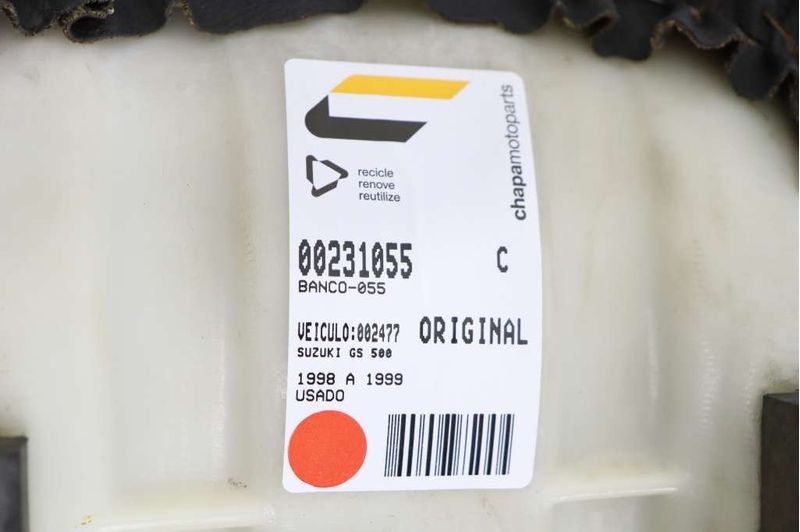 chapamotoparts
recicle
renove
reutilize
00231055 C
BANCO-055
VEICULO:002477 ORIGINAL
SUZUKI GS 500
1998 A 1999
USADO